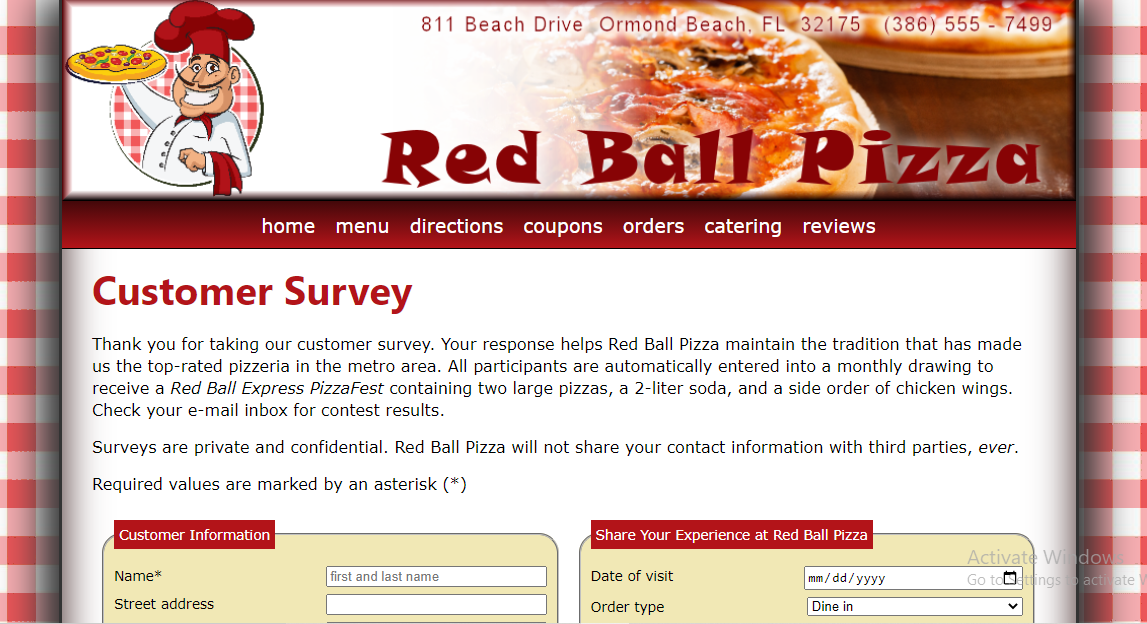 811 Beach Drive Ormond Beach, FL 32175 (386) 555 - 7499
Red Ball Pizza
home menu directions coupons orders catering reviews
Customer Survey
Thank you for taking our customer survey. Your response helps Red Ball Pizza maintain the tradition that has made
us the top-rated pizzeria in the metro area. All participants are automatically entered into a monthly drawing to
receive a Red Ball Express PizzaFest containing two large pizzas, a 2-liter soda, and a side order of chicken wings.
Check your e-mail inbox for contest results.
Surveys are private and confidential. Red Ball Pizza will not share your contact information with third parties, ever.
Required values are marked by an asterisk (*)
Customer Information
Name* first and last name
Street address
Share Your Experience at Red Ball Pizza
Date of visit mm/dd/yyyy
Order type Dine in
Activate Windows
Go to Settings to activate W